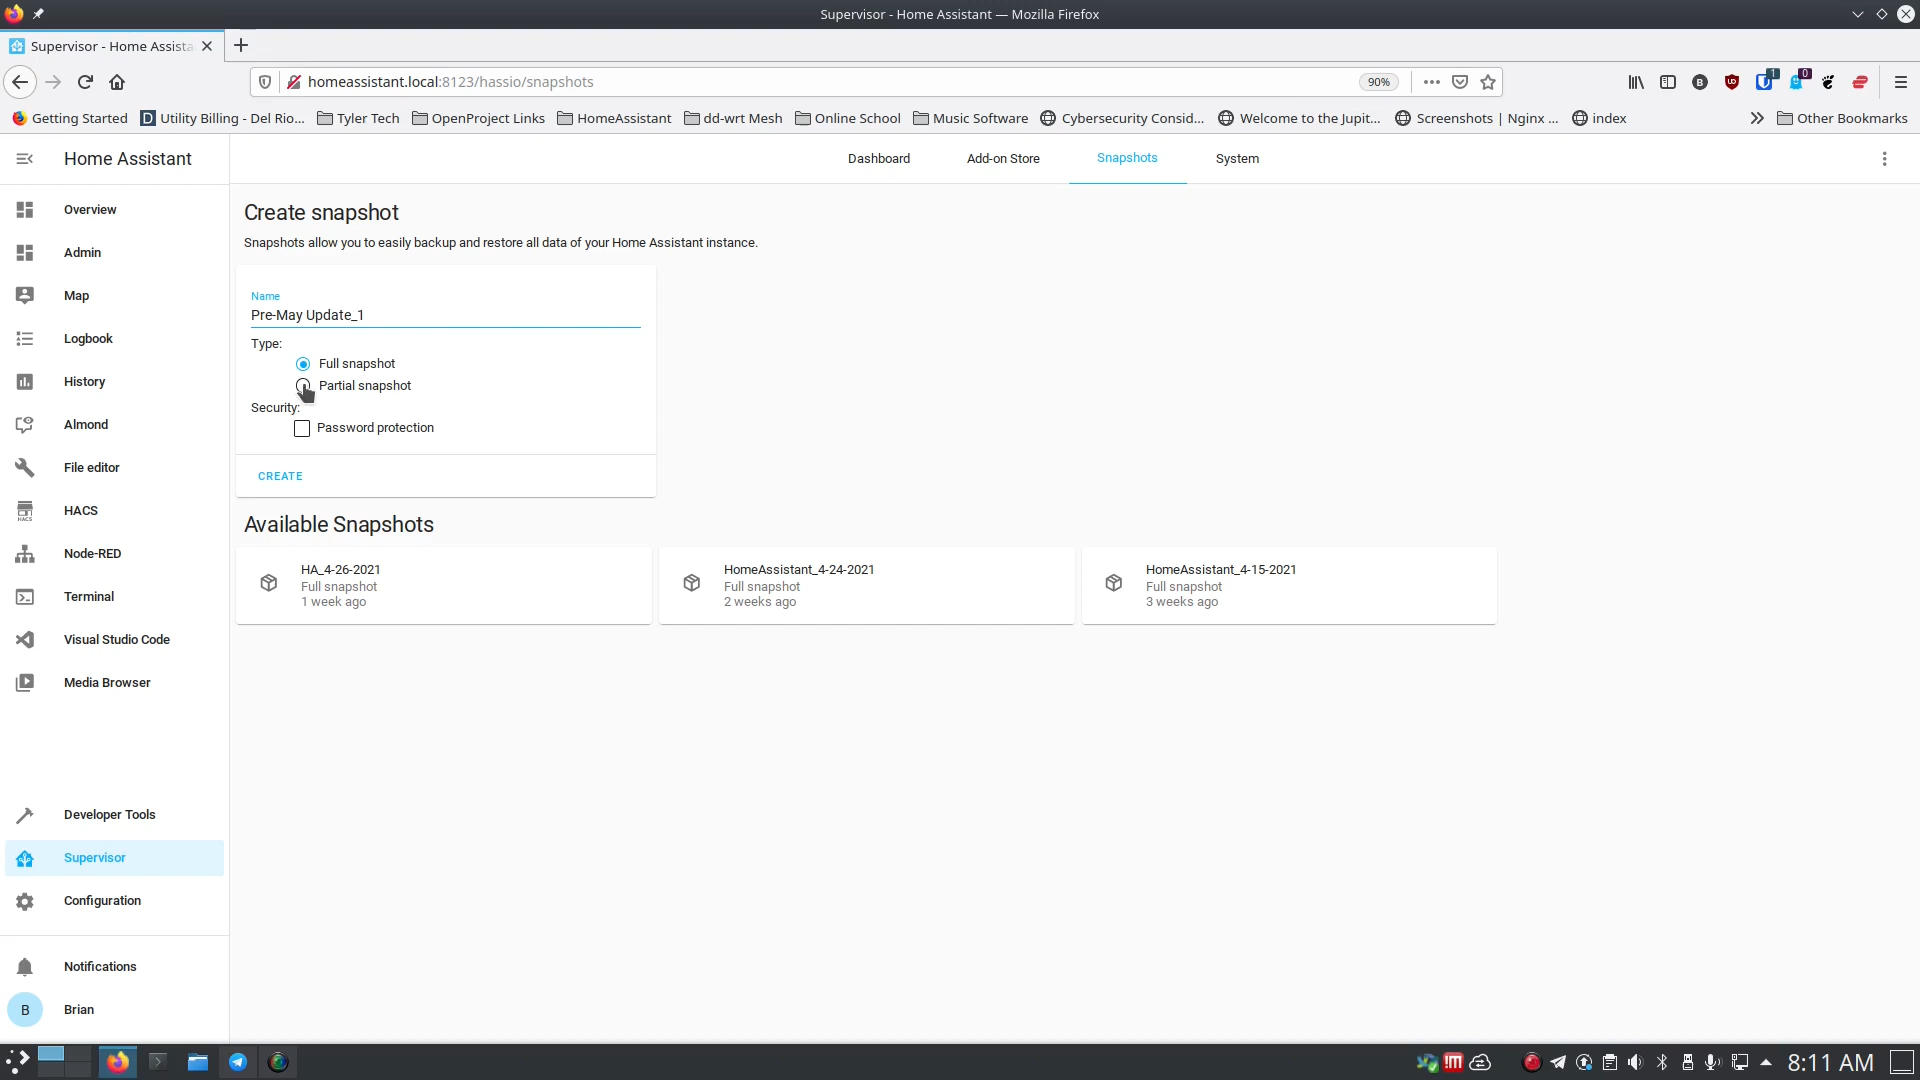 Supervisor - Home Assistant — Mozilla Firefox
Supervisor - Home Assista
homeassistant.local:8123/hassio/snapshots
90%
1
0
Getting Started
Utility Billing - Del Rio...
Tyler Tech
OpenProject Links
HomeAssistant
dd-wrt Mesh
Online School
Music Software
Cybersecurity Consid...
Welcome to the Jupit...
Screenshots | Nginx ...
index
Other Bookmarks
Home Assistant
Dashboard
Add-on Store
Snapshots
System
Overview
Admin
Map
Logbook
History
Almond
File editor
HACS
HACS
Node-RED
Terminal
Visual Studio Code
Media Browser
Developer Tools
Supervisor
Configuration
Notifications
B
Brian
Create snapshot
Snapshots allow you to easily backup and restore all data of your Home Assistant instance.
Name
Pre-May Update_1
Type:
Full snapshot
Partial snapshot
Security:
Password protection
CREATE
Available Snapshots
HA_4-26-2021
Full snapshot
1 week ago
HomeAssistant_4-24-2021
Full snapshot
2 weeks ago
HomeAssistant_4-15-2021
Full snapshot
3 weeks ago
8:11 AM